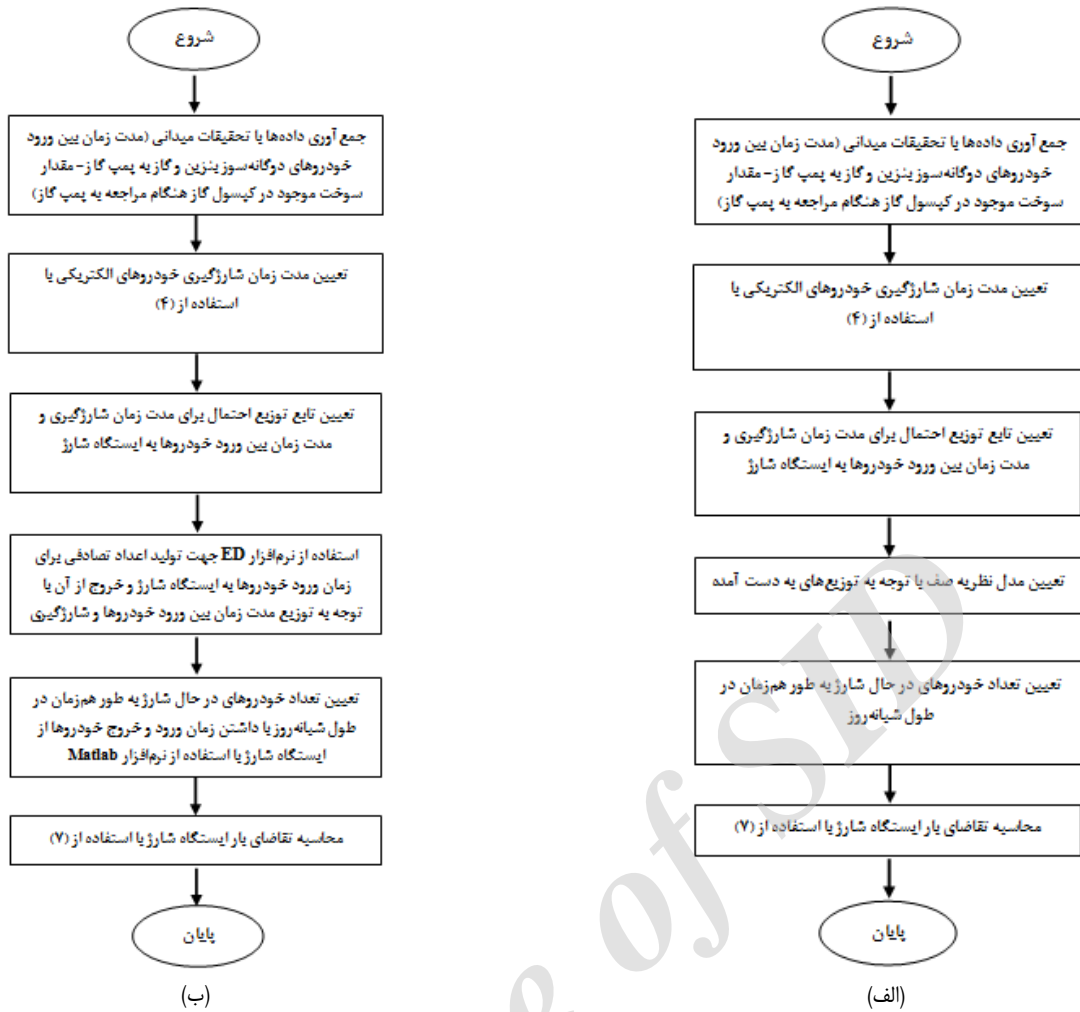 شروع
جمع آوری داده‌ها با تحقیقات میدانی (مدت زمان بین ورود
خودروهای دوگانه‌سوز بنزین و گاز به پمپ گاز- مقدار
سوخت موجود در کپسول گاز هنگام مراجعه به پمپ گاز)
تعیین مدت زمان شارژگیری خودروهای الکتریکی با
استفاده از (۴)
تعیین تابع توزیع احتمال برای مدت زمان شارژگیری و
مدت زمان بین ورود خودروها به ایستگاه شارژ
تعیین مدل نظریه صف با توجه به توزیع‌های به دست آمده
تعیین تعداد خودروهای در حال شارژ به طور هم‌زمان در
طول شبانه‌روز
محاسبه تقاضای بار ایستگاه شارژ با استفاده از (۷)
پایان
(الف)
شروع
جمع آوری داده‌ها با تحقیقات میدانی (مدت زمان بین ورود
خودروهای دوگانه‌سوز بنزین و گاز به پمپ گاز- مقدار
سوخت موجود در کپسول گاز هنگام مراجعه به پمپ گاز)
تعیین مدت زمان شارژگیری خودروهای الکتریکی با
استفاده از (۴)
تعیین تابع توزیع احتمال برای مدت زمان شارژگیری و
مدت زمان بین ورود خودروها به ایستگاه شارژ
استفاده از نرم‌افزار ED جهت تولید اعداد تصادفی برای
زمان ورود خودروها به ایستگاه شارژ و خروج از آن با
توجه به توزیع مدت زمان بین ورود خودروها و شارژگیری
تعیین تعداد خودروهای در حال شارژ به طور هم‌زمان در
طول شبانه‌روز با داشتن زمان ورود و خروج خودروها از
ایستگاه شارژ با استفاده از نرم‌افزار Matlab
محاسبه تقاضای بار ایستگاه شارژ با استفاده از (۷)
پایان
(ب)
e of SID